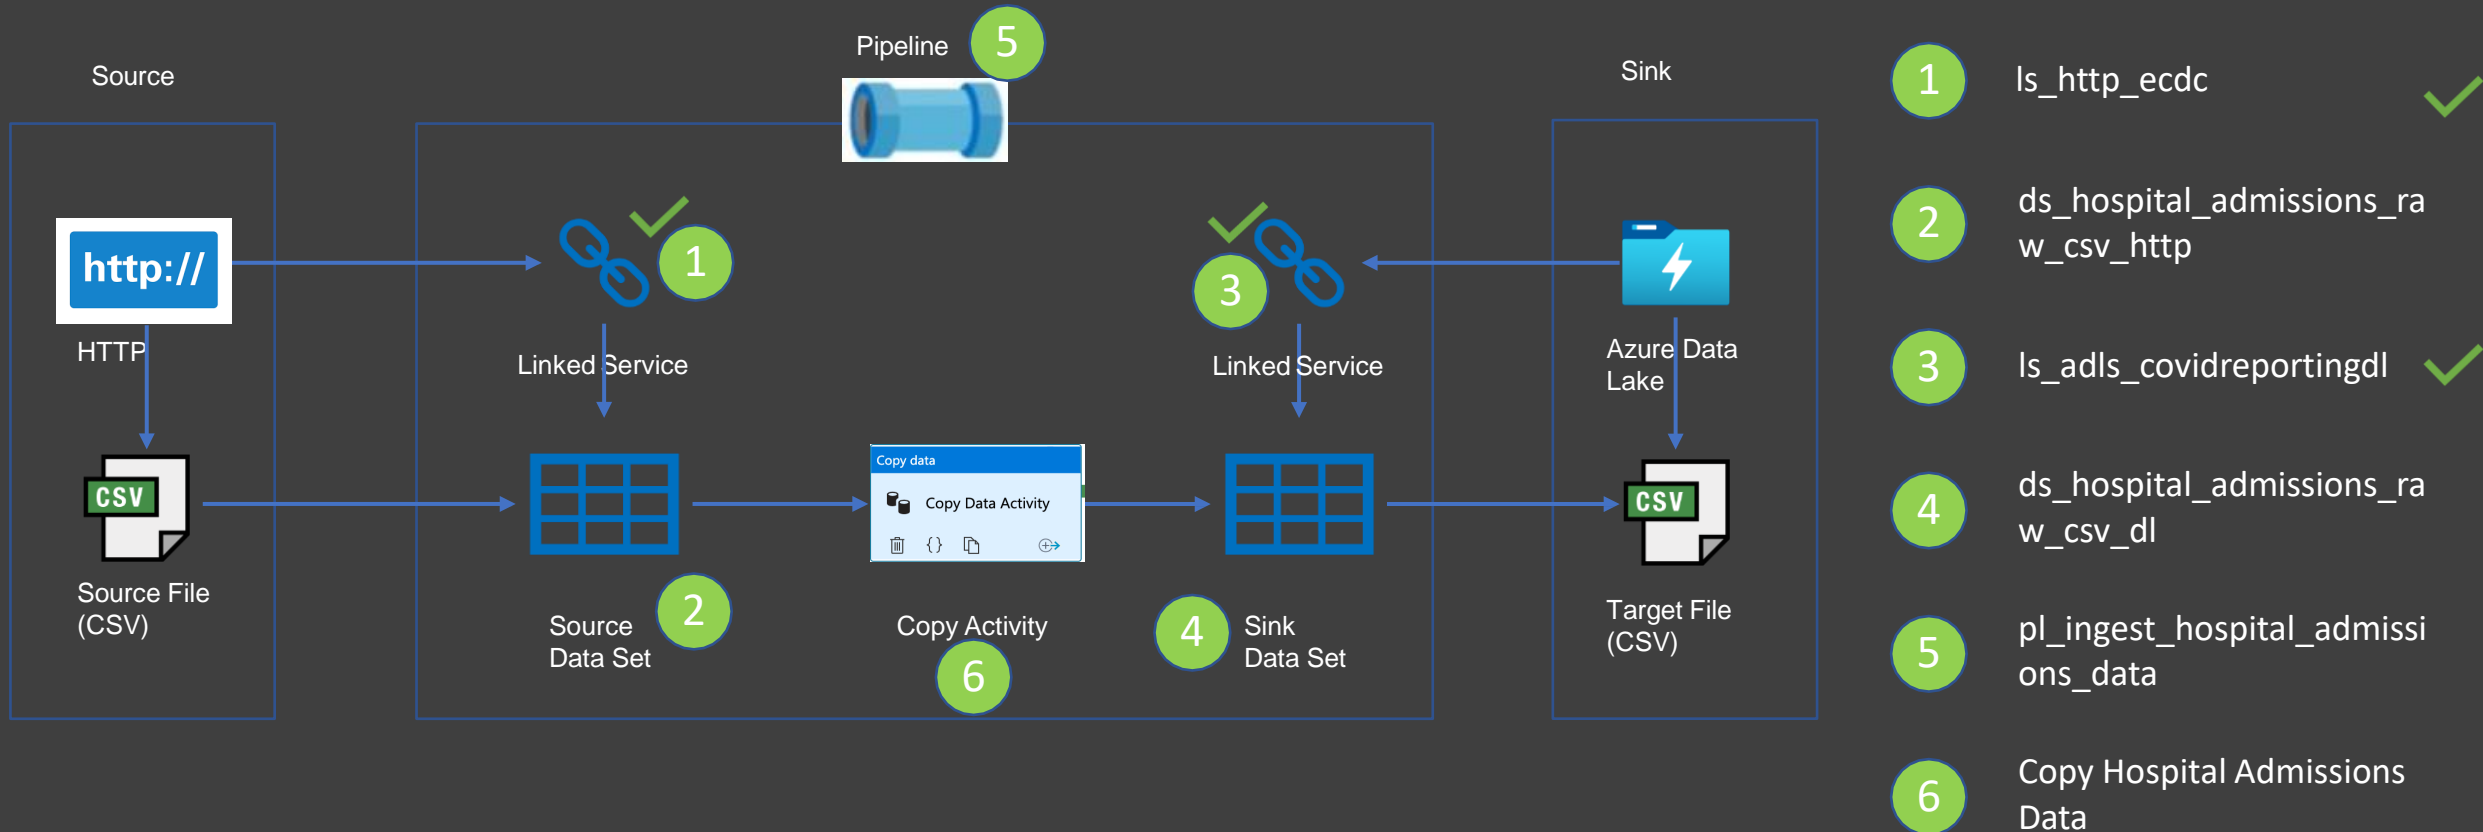 Source
http://
HTTP
CSV
Source File
(CSV)
Pipeline
5
1
Linked Service
Source
Data Set
2
Copy data
Copy Data Activity
{}
Copy Activity
6
3
Linked Service
4
Sink
Data Set
Sink
Azure Data
Lake
CSV
Target File
(CSV)
1
ls_http_ecdc
2
ds_hospital_admissions_ra
w_csv_http
3
ls_adls_covidreportingdl
4
ds_hospital_admissions_ra
w_csv_dl
5
pl_ingest_hospital_admissi
ons_data
6
Copy Hospital Admissions
Data